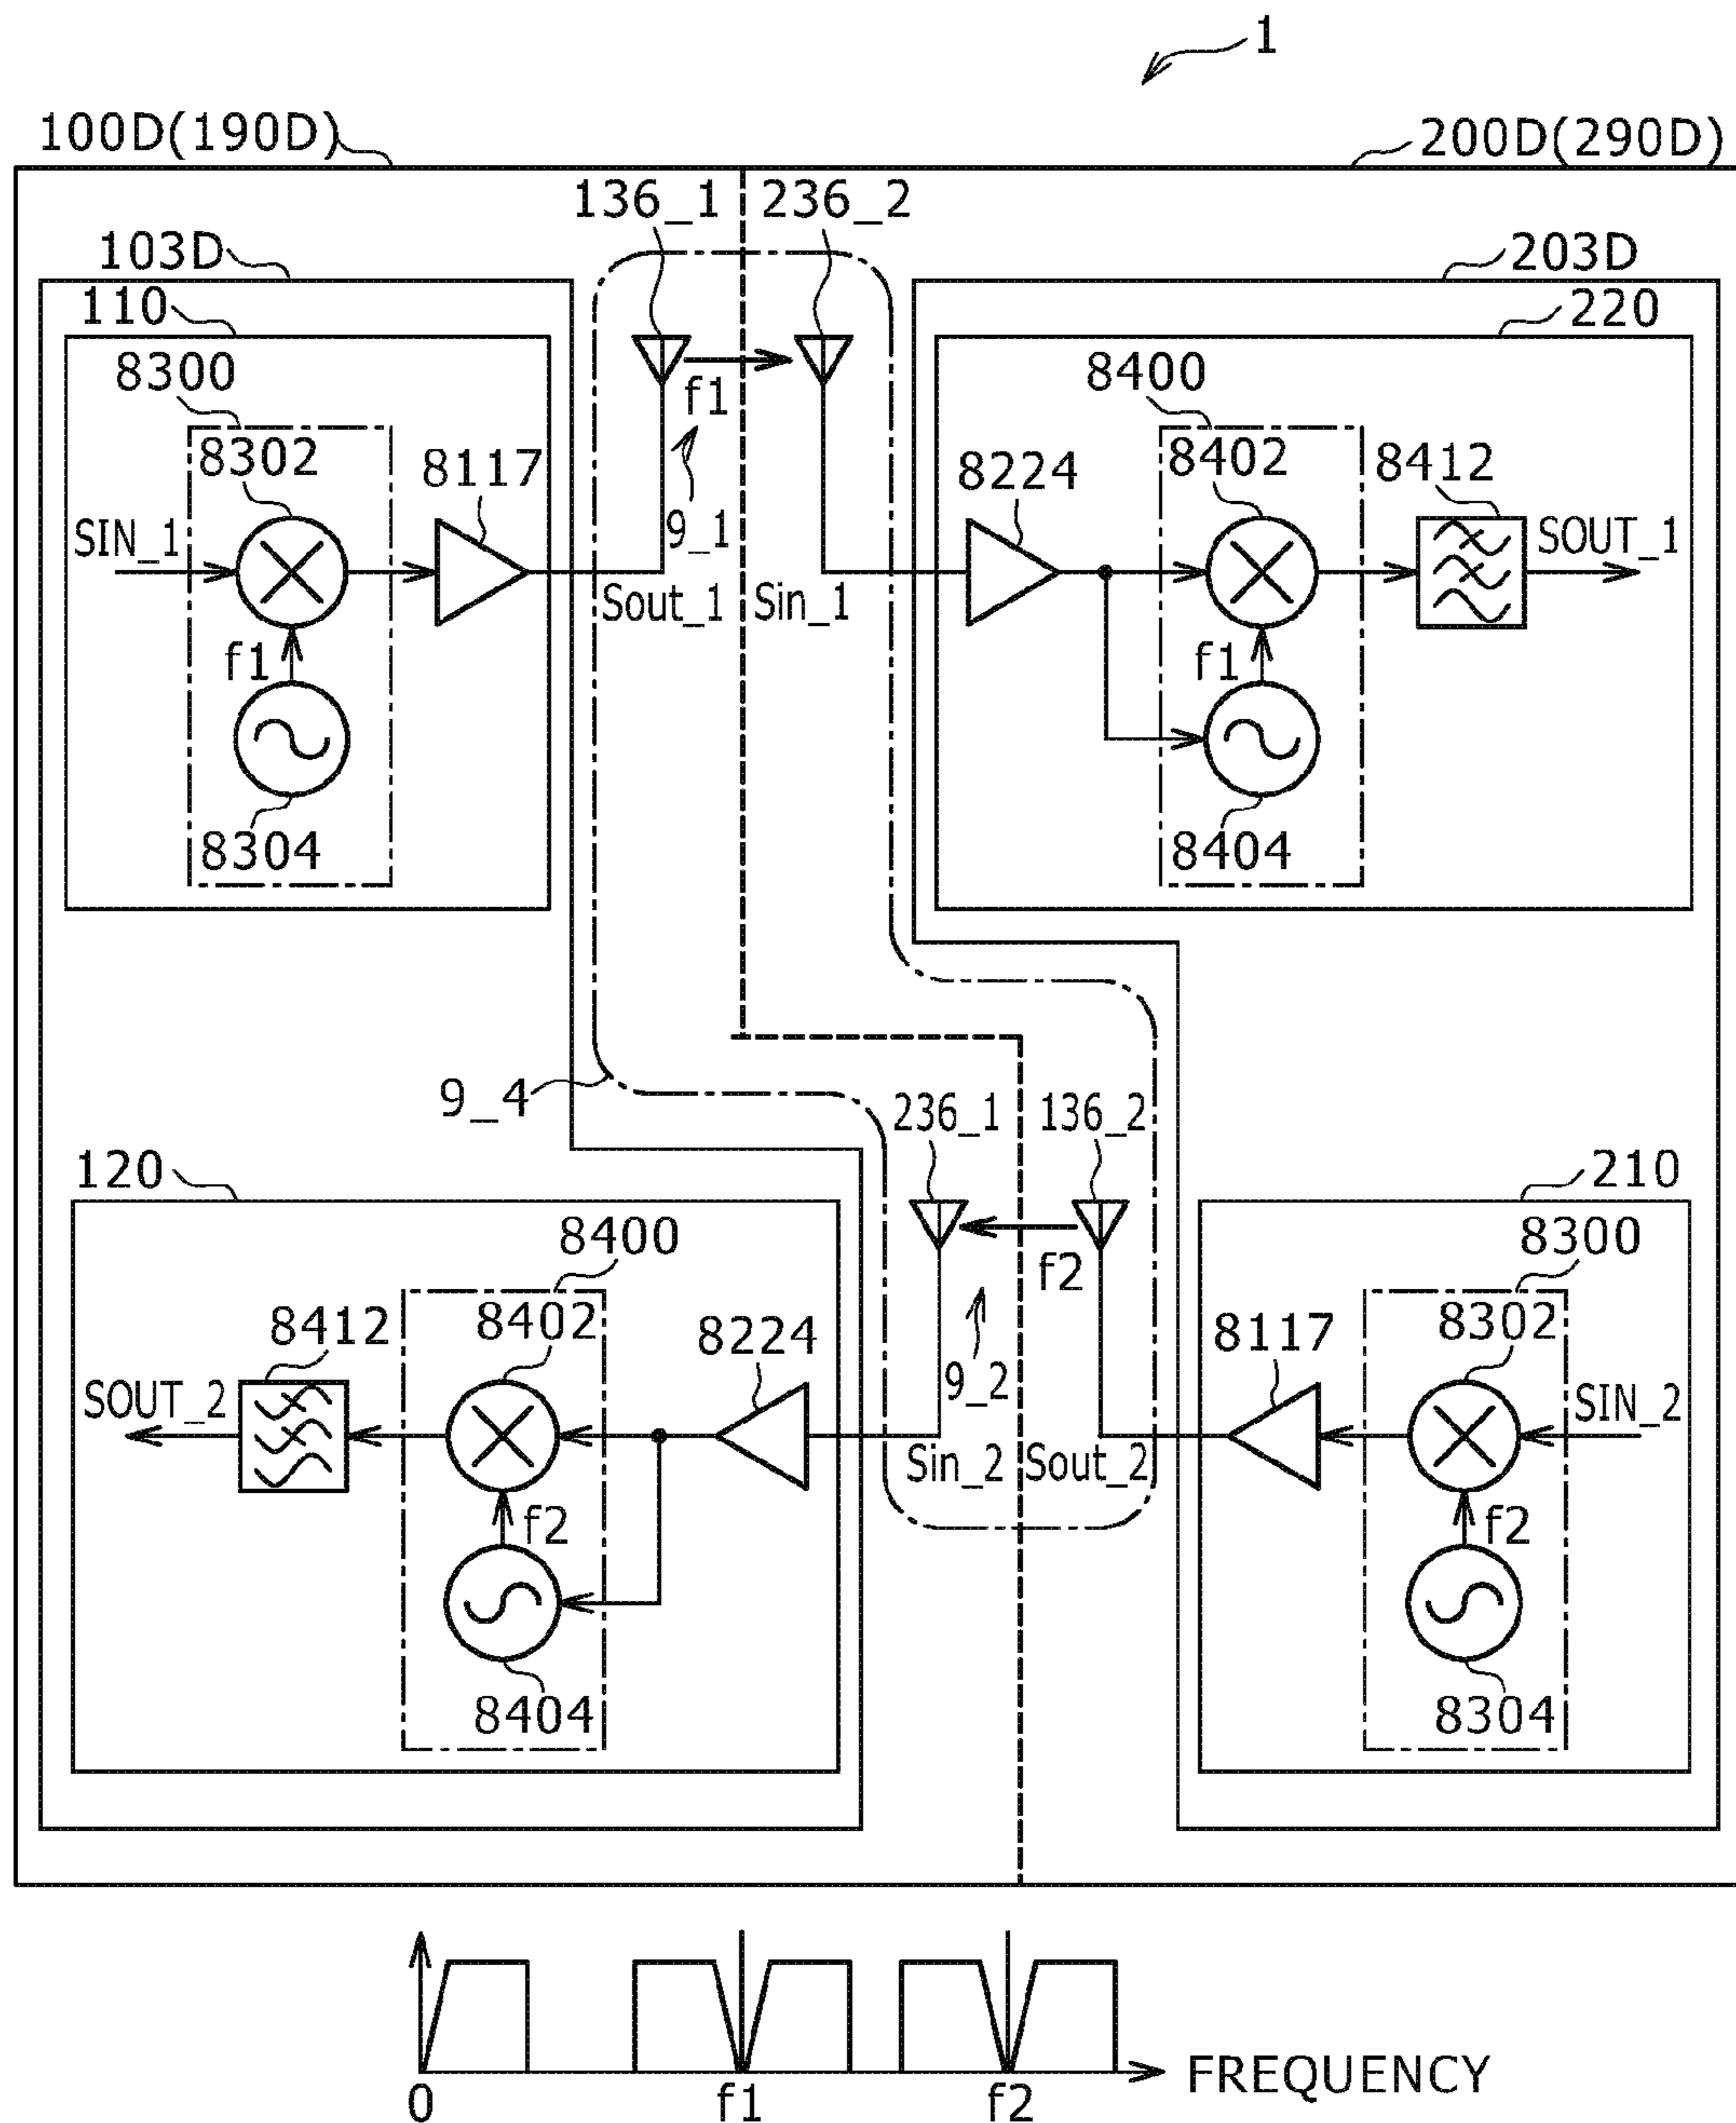 1
100D(190D)
200D(290D)
136_1
236_2
103D
203D
110
220
8300
8400
f1
8302
8117
8224
8402
8412
SIN_1
9_1
SOUT_1
Sout_1
Sin_1
f1
f1
8304
8404
9_4
236_1
136_2
120
210
8400
8300
f2
8412
8402
8224
8117
8302
SOUT_2
9_2
SIN_2
Sin_2
Sout_2
f2
f2
8404
8304
0
f1
f2
FREQUENCY